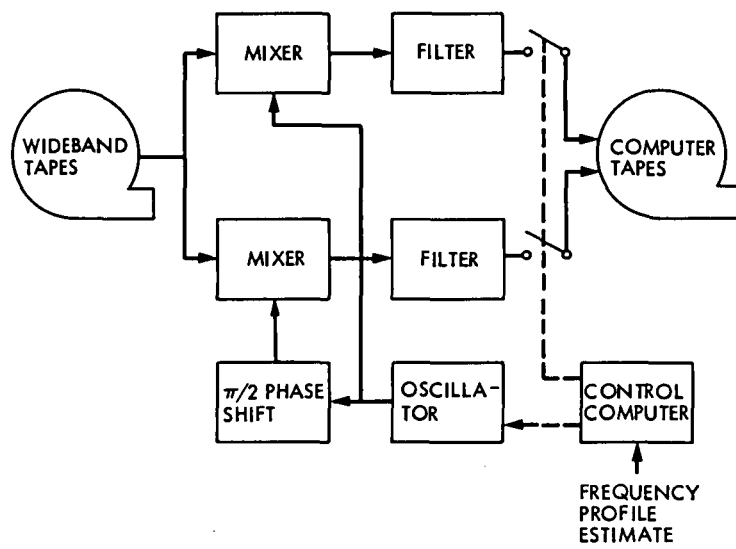 MIXER
FILTER
WIDEBAND
TAPES
COMPUTER
TAPES
MIXER
FILTER
π/2 PHASE
SHIFT
OSCILLA-
TOR
CONTROL
COMPUTER
FREQUENCY
PROFILE
ESTIMATE